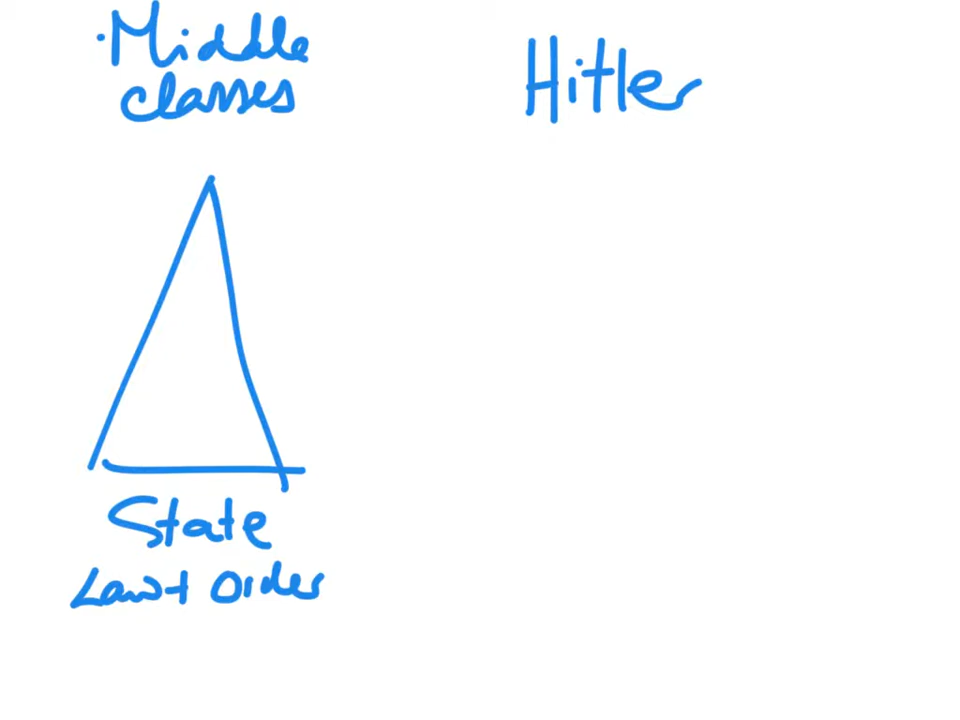 ·Middle
classes
Hitler
State
Law + Order